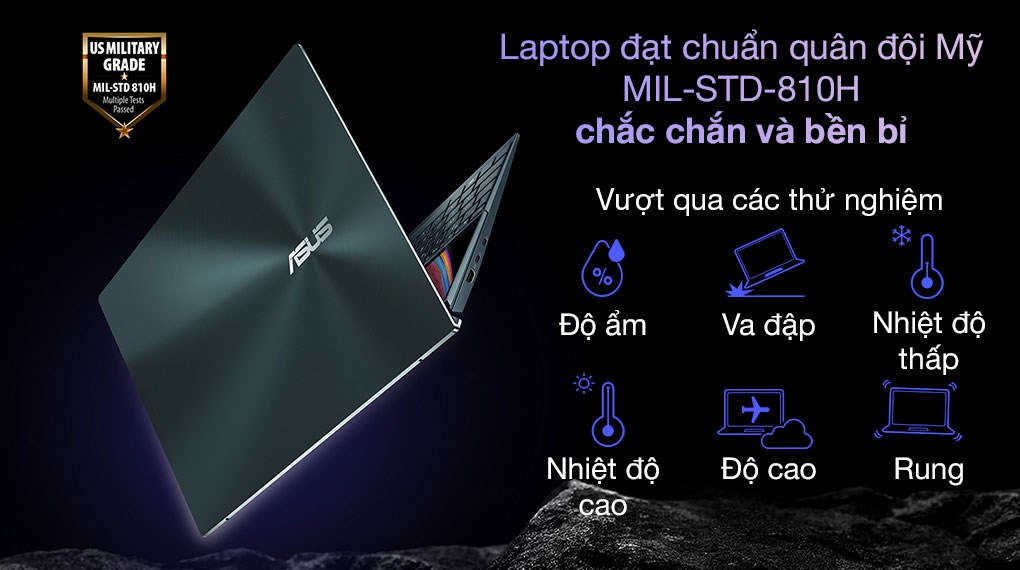 US MILITARY
GRADE
MIL-STD 810H
Multiple Tests
Passed
ASUS
Laptop đạt chuẩn quân đội Mỹ
MIL-STD-810H
chắc chắn và bền bỉ
Vượt qua các thử nghiệm
%
Độ ẩm
Va đập
Nhiệt độ
thấp
Nhiệt độ
cao
Độ cao
Rung